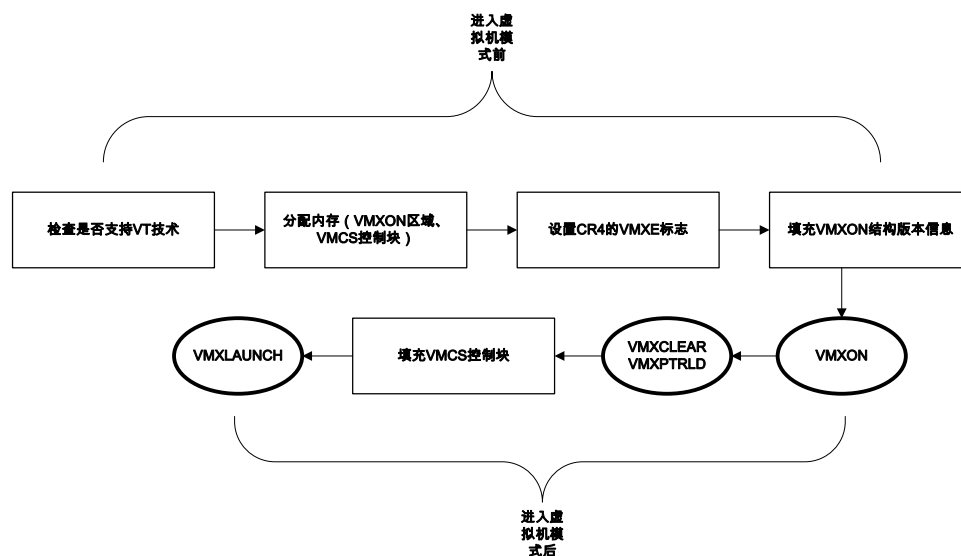 进入虚
拟机模
式前
检查是否支持VT技术
分配内存（VMXON区域、
VMCS控制块）
设置CR4的VMXE标志
填充VMXON结构版本信息
VMXLAUNCH
填充VMCS控制块
VMXCLEAR
VMXPTRLD
VMXON
进入虚
拟机模
式后